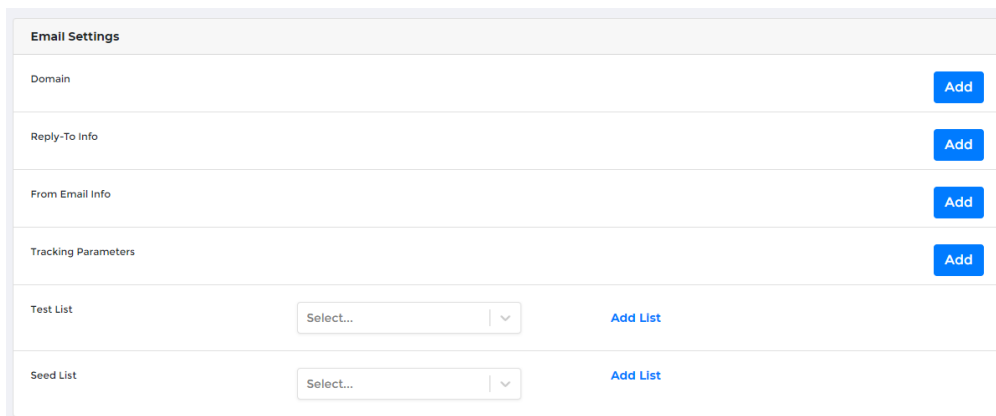 Email Settings
Domain
Add
Reply-To Info
Add
From Email Info
Add
Tracking Parameters
Add
Test List
Select...
Add List
Seed List
Select...
Add List